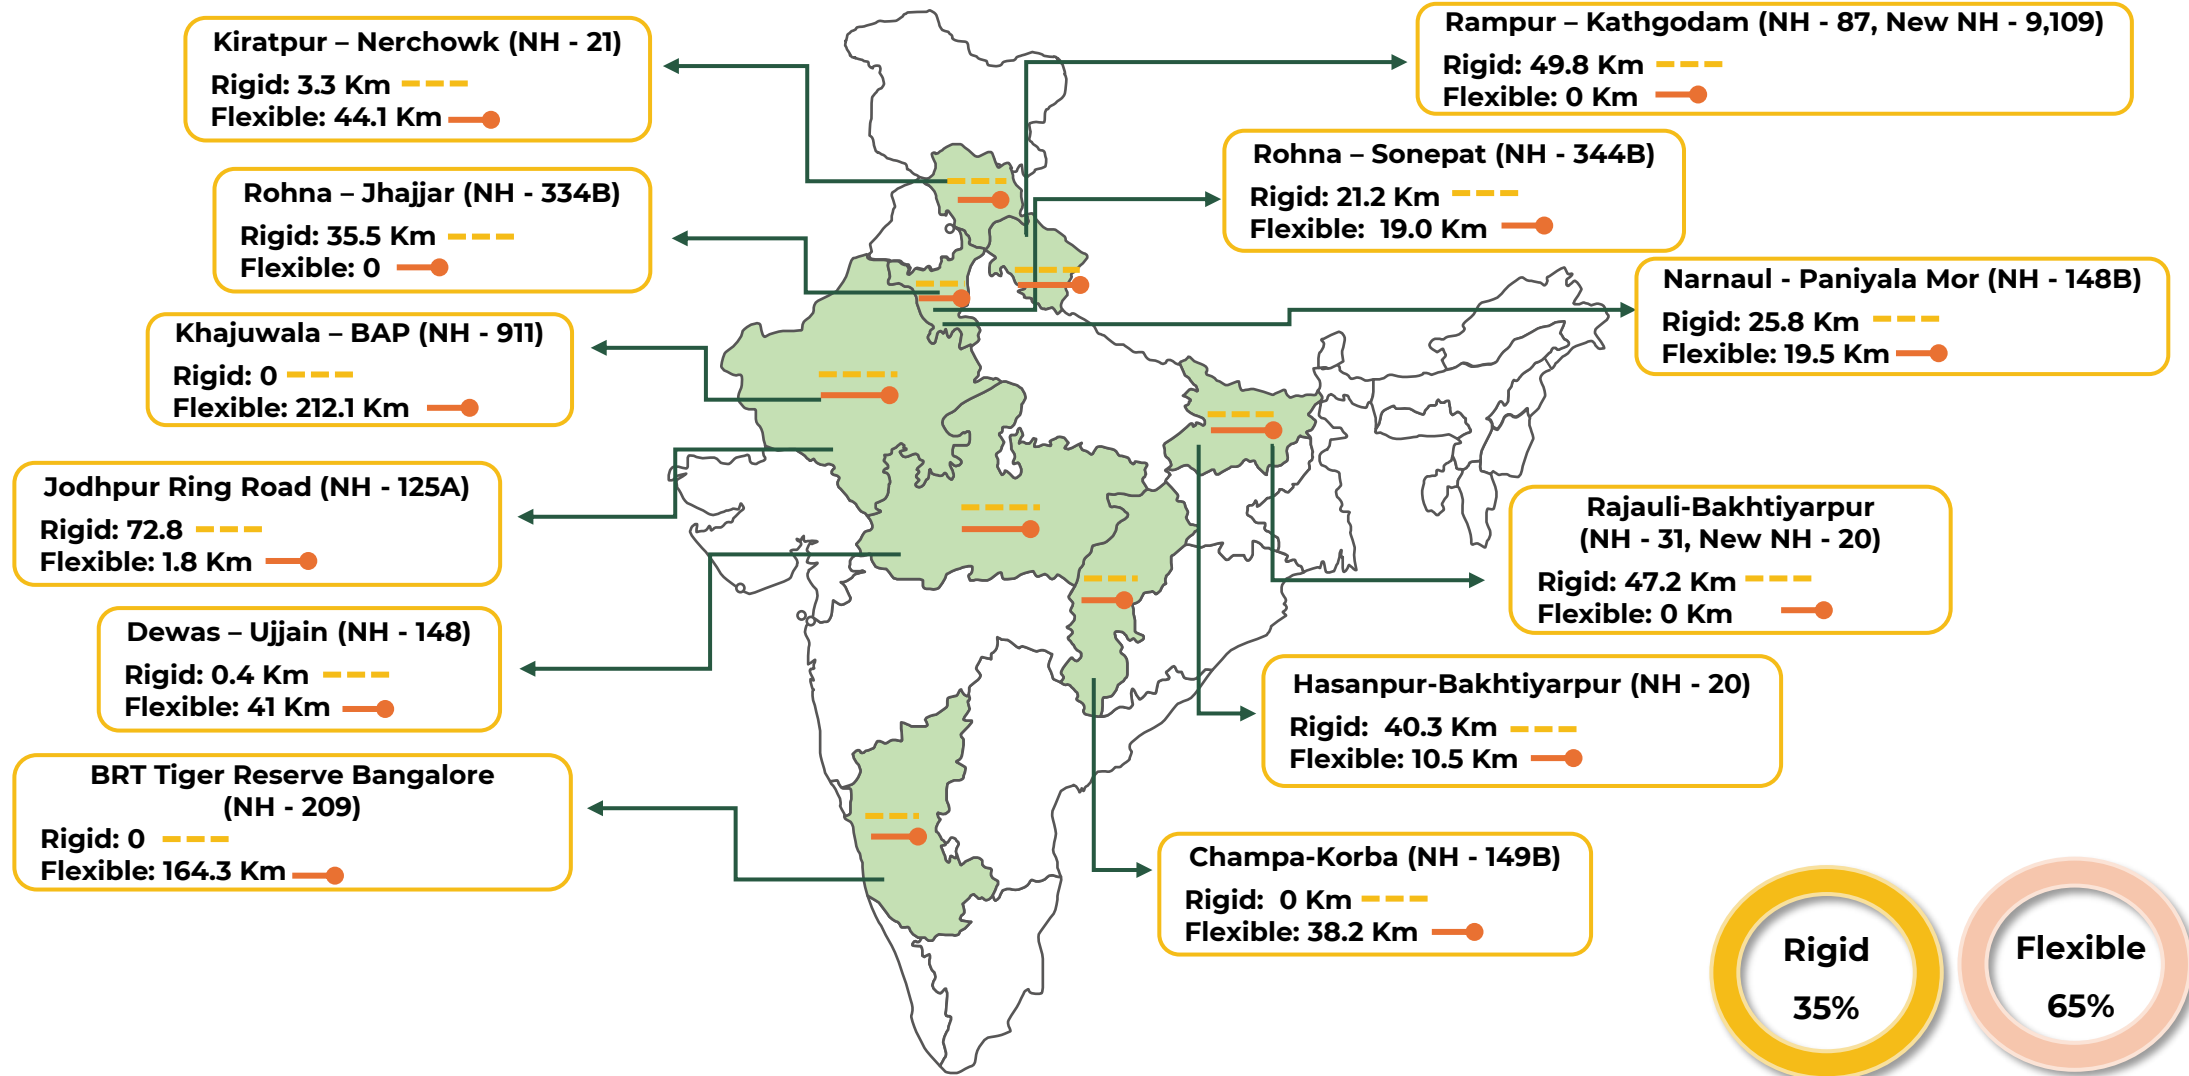 Kiratpur – Nerchowk (NH - 21)
Rigid: 3.3 Km
Flexible: 44.1 Km
Rohna – Jhajjar (NH - 334B)
Rigid: 35.5 Km
Flexible: 0
Khajuwala – BAP (NH - 911)
Rigid: 0
Flexible: 212.1 Km
Jodhpur Ring Road (NH - 125A)
Rigid: 72.8
Flexible: 1.8 Km
Dewas – Ujjain (NH - 148)
Rigid: 0.4 Km
Flexible: 41 Km
BRT Tiger Reserve Bangalore
(NH - 209)
Rigid: 0
Flexible: 164.3 Km
Rampur – Kathgodam (NH - 87, New NH - 9,109)
Rigid: 49.8 Km
Flexible: 0 Km
Rohna – Sonepat (NH - 344B)
Rigid: 21.2 Km
Flexible: 19.0 Km
Narnaul - Paniyala Mor (NH - 148B)
Rigid: 25.8 Km
Flexible: 19.5 Km
Rajauli-Bakhtiyarpur
(NH - 31, New NH - 20)
Rigid: 47.2 Km
Flexible: 0 Km
Hasanpur-Bakhtiyarpur (NH - 20)
Rigid: 40.3 Km
Flexible: 10.5 Km
Champa-Korba (NH - 149B)
Rigid: 0 Km
Flexible: 38.2 Km
Rigid
35%
Flexible
65%